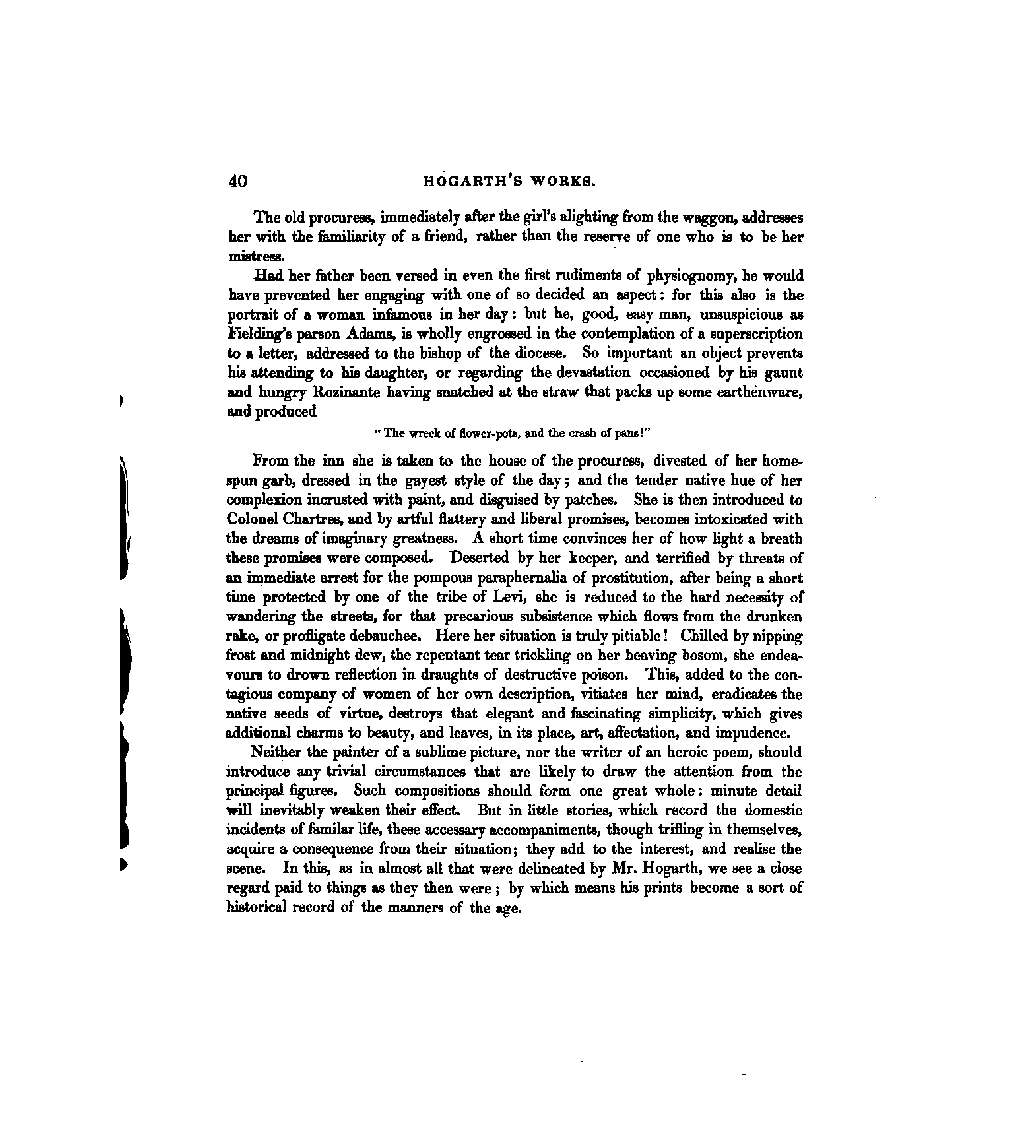 40 HOGARTH'S WORKS.
The old procuress, immediately after the girl's alighting from the waggon, addresses
her with the familiarity of a friend, rather than the reserve of one who is to be her
mistress.
Had her father been versed in even the first rudiments of physiognomy, he would
have prevented her engaging with one of so decided an aspect: for this also is the
portrait of a woman infamous in her day: but he, good, easy man, unsuspicious as
Fielding's parson Adams, is wholly engrossed in the contemplation of a superscription
to a letter, addressed to the bishop of the diocese. So important an object prevents
his attending to his daughter, or regarding the devastation occasioned by his gaunt
and hungry Rozinante having snatched at the straw that packs up some earthenware,
and produced
"The wreck of flower-pots, and the crash of pans!"
From the inn she is taken to the house of the procuress, divested of her home-
spun garb, dressed in the gayest style of the day; and the tender native hue of her
complexion incrusted with paint, and disguised by patches. She is then introduced to
Colonel Chartres, and by artful flattery and liberal promises, becomes intoxicated with
the dreams of imaginary greatness. A short time convinces her of how light a breath
these promises were composed. Deserted by her keeper, and terrified by threats of
an immediate arrest for the pompous paraphernalia of prostitution, after being a short
time protected by one of the tribe of Levi, she is reduced to the hard necessity of
wandering the streets, for that precarious subsistence which flows from the drunken
rake, or profligate debauchee. Here her situation is truly pitiable! Chilled by nipping
frost and midnight dew, the repentant tear trickling on her heaving bosom, she endea-
vours to drown reflection in draughts of destructive poison. This, added to the con-
tagious company of women of her own description, vitiates her mind, eradicates the
native seeds of virtue, destroys that elegant and fascinating simplicity, which gives
additional charms to beauty, and leaves, in its place, art, affectation, and impudence.
Neither the painter of a sublime picture, nor the writer of an heroic poem, should
introduce any trivial circumstances that are likely to draw the attention from the
principal figures. Such compositions should form one great whole: minute detail
will inevitably weaken their effect. But in little stories, which record the domestic
incidents of familar life, these accessary accompaniments, though trifling in themselves,
acquire a consequence from their situation; they add to the interest, and realise the
scene. In this, as in almost all that were delineated by Mr. Hogarth, we see a close
regard paid to things as they then were; by which means his prints become a sort of
historical record of the manners of the age.